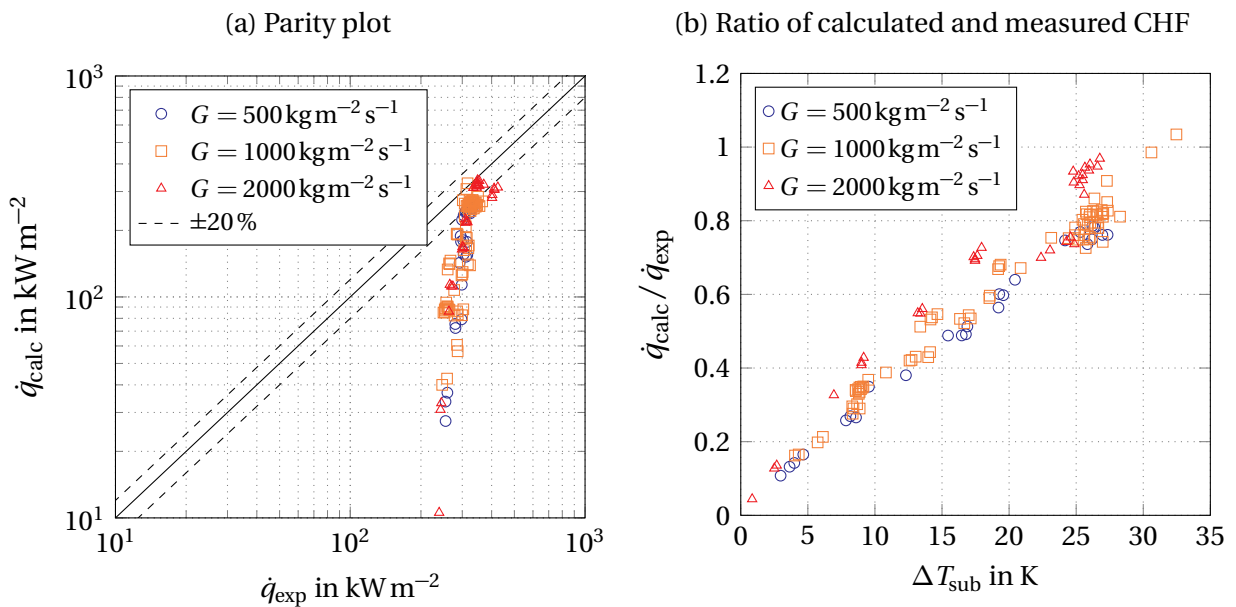 (a) Parity plot
10³
G = 500 kg m⁻² s⁻¹
G = 1000 kg m⁻² s⁻¹
G = 2000 kg m⁻² s⁻¹
±20 %
10²
10¹
q̇calc in kW m⁻²
10¹ 10² 10³
q̇exp in kW m⁻²
(b) Ratio of calculated and measured CHF
1.2
G = 500 kg m⁻² s⁻¹
G = 1000 kg m⁻² s⁻¹
G = 2000 kg m⁻² s⁻¹
1
0.8
0.6
0.4
0.2
0
q̇calc / q̇exp
0 5 10 15 20 25 30 35
ΔTsub in K